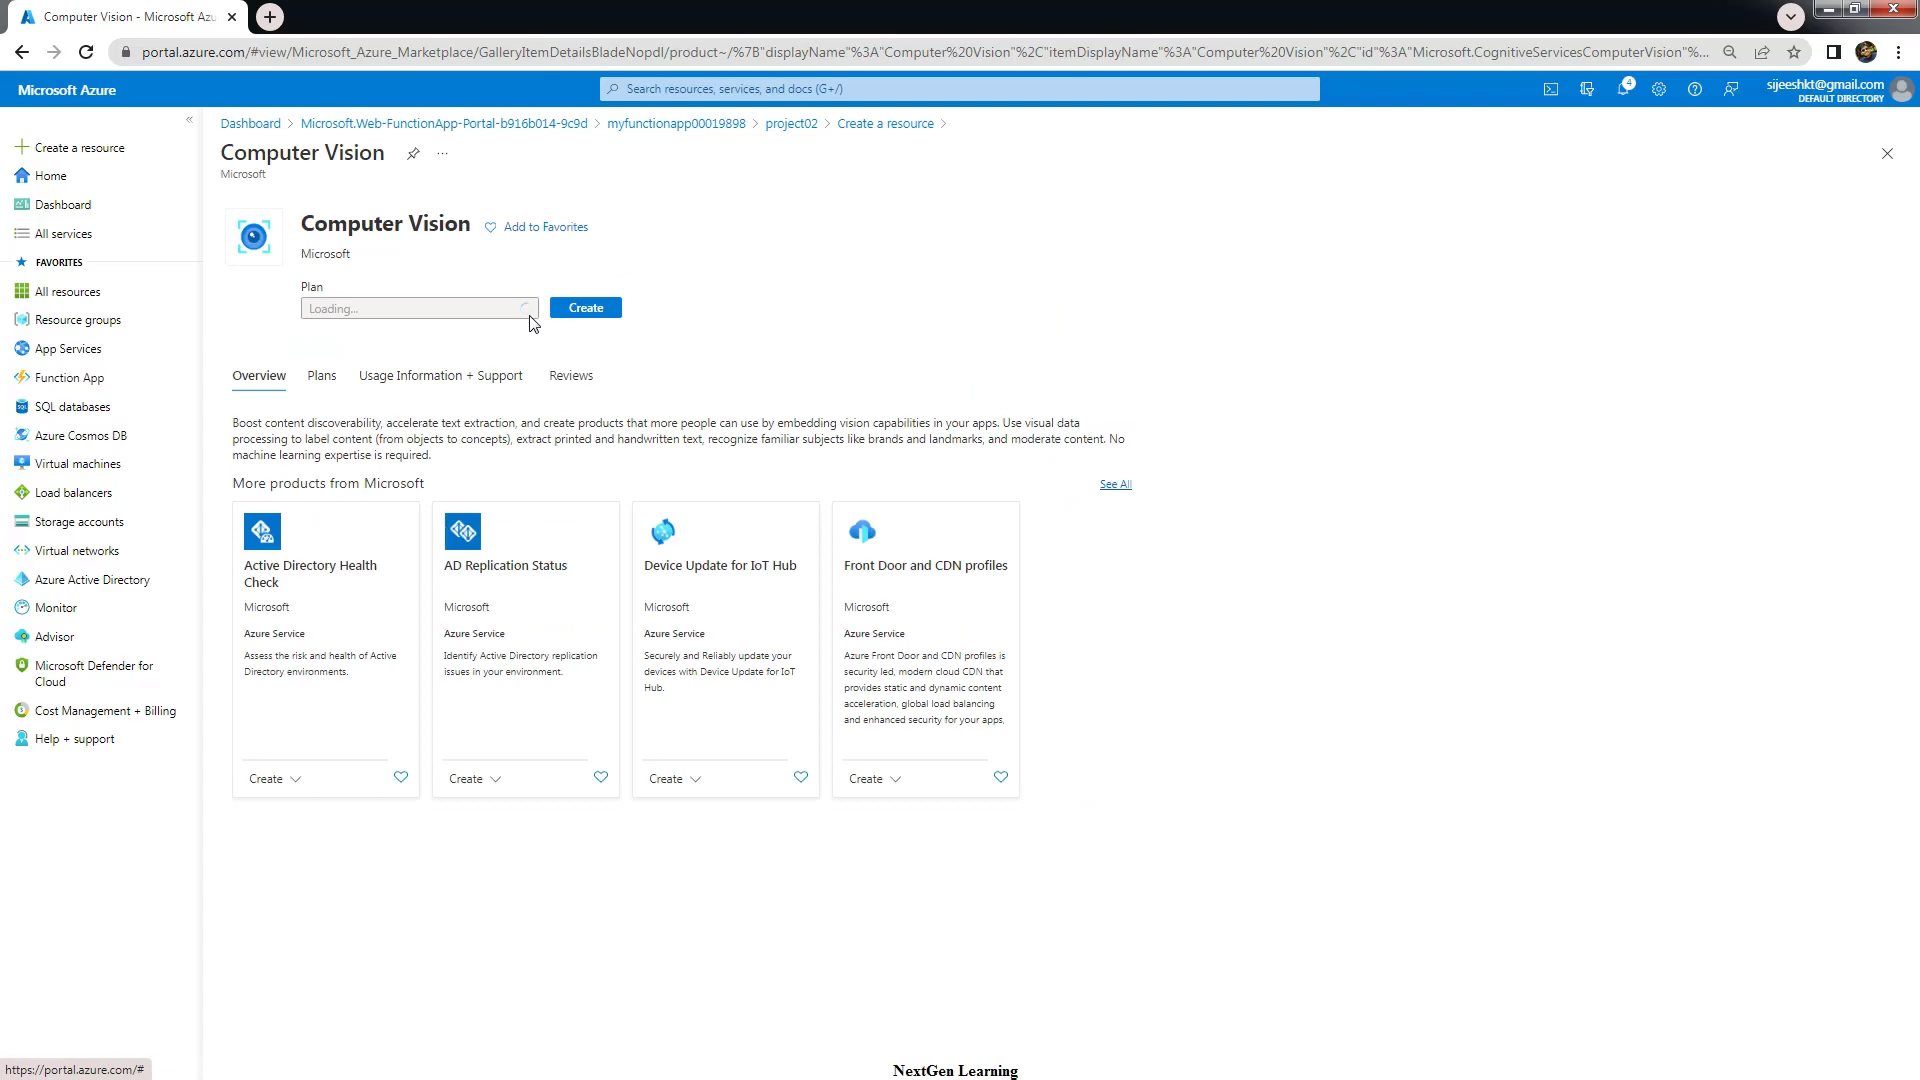 Computer Vision - Microsoft Azu
portal.azure.com/#view/Microsoft_Azure_Marketplace/GalleryItemDetailsBladeNopdl/product~/%7B"displayName"%3A"Computer%20Vision"%2C"itemDisplayName"%3A"Computer%20Vision"%2C"id"%3A"Microsoft.CognitiveServicesComputerVision"%...
Microsoft Azure
Search resources, services, and docs (G+/)
4
sijeeshkt@gmail.com
DEFAULT DIRECTORY
Dashboard > Microsoft.Web-FunctionApp-Portal-b916b014-9c9d > myfunctionapp00019898 > project02 > Create a resource >
Computer Vision
...
Microsoft
Create a resource
Home
Dashboard
All services
FAVORITES
All resources
Resource groups
App Services
Function App
SQL databases
Azure Cosmos DB
Virtual machines
Load balancers
Storage accounts
Virtual networks
Azure Active Directory
Monitor
Advisor
Microsoft Defender for
Cloud
Cost Management + Billing
Help + support
Computer Vision
Add to Favorites
Microsoft
Plan
Loading...
Create
Overview
Plans
Usage Information + Support
Reviews
Boost content discoverability, accelerate text extraction, and create products that more people can use by embedding vision capabilities in your apps. Use visual data
processing to label content (from objects to concepts), extract printed and handwritten text, recognize familiar subjects like brands and landmarks, and moderate content. No
machine learning expertise is required.
More products from Microsoft
See All
Active Directory Health
Check
Microsoft
Azure Service
Assess the risk and health of Active
Directory environments.
Create
AD Replication Status
Microsoft
Azure Service
Identify Active Directory replication
issues in your environment.
Create
Device Update for IoT Hub
Microsoft
Azure Service
Securely and Reliably update your
devices with Device Update for IoT
Hub.
Create
Front Door and CDN profiles
Microsoft
Azure Service
Azure Front Door and CDN profiles is
security led, modern cloud CDN that
provides static and dynamic content
acceleration, global load balancing
and enhanced security for your apps,
Create
https://portal.azure.com/#
NextGen Learning